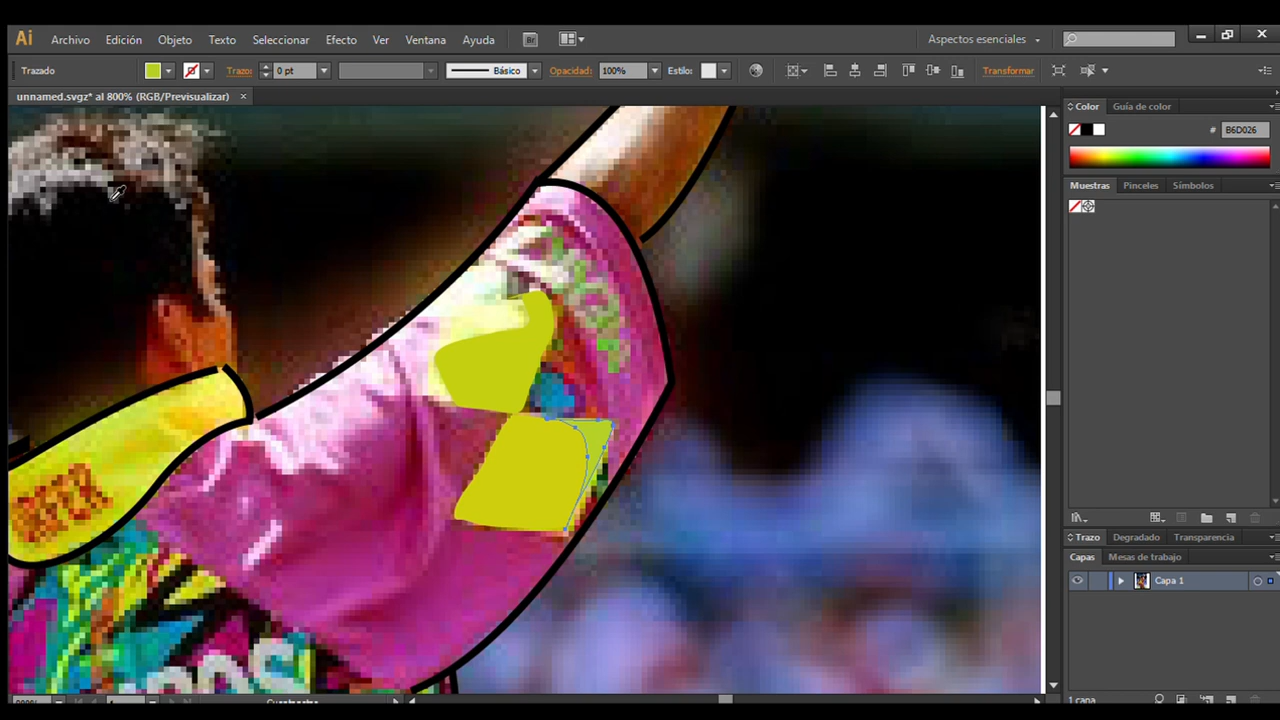 Ai Archivo Edición Objeto Texto Seleccionar Efecto Ver Ventana Ayuda Br Aspectos esenciales
Trazado Trazo: 0 pt Básico Opacidad: 100% Estilo: Transformar
unnamed.svgz* al 800% (RGB/Previsualizar) ×
Color Guía de color
# B6D026
Muestras Pinceles Símbolos
Trazo Degradado Transparencia
Capas Mesas de trabajo
Capa 1
1 capa